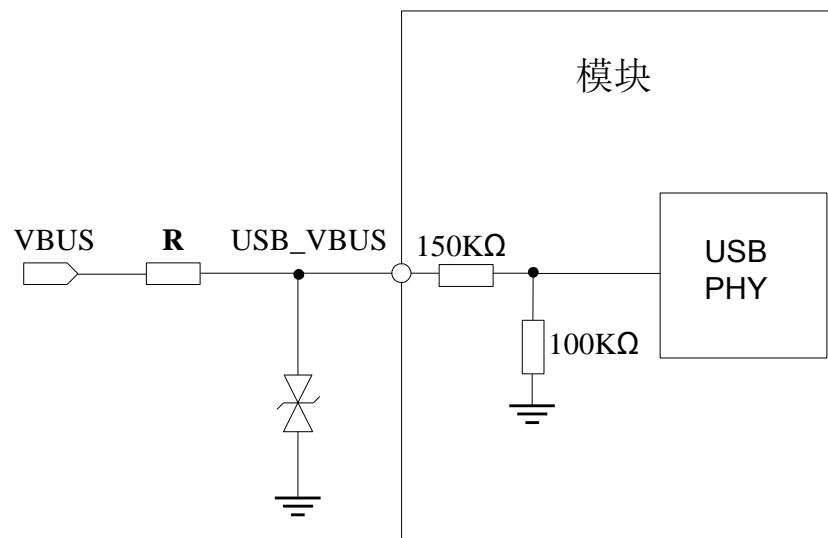 模块
VBUS
R
USB_VBUS
150KΩ
USB
PHY
100KΩ